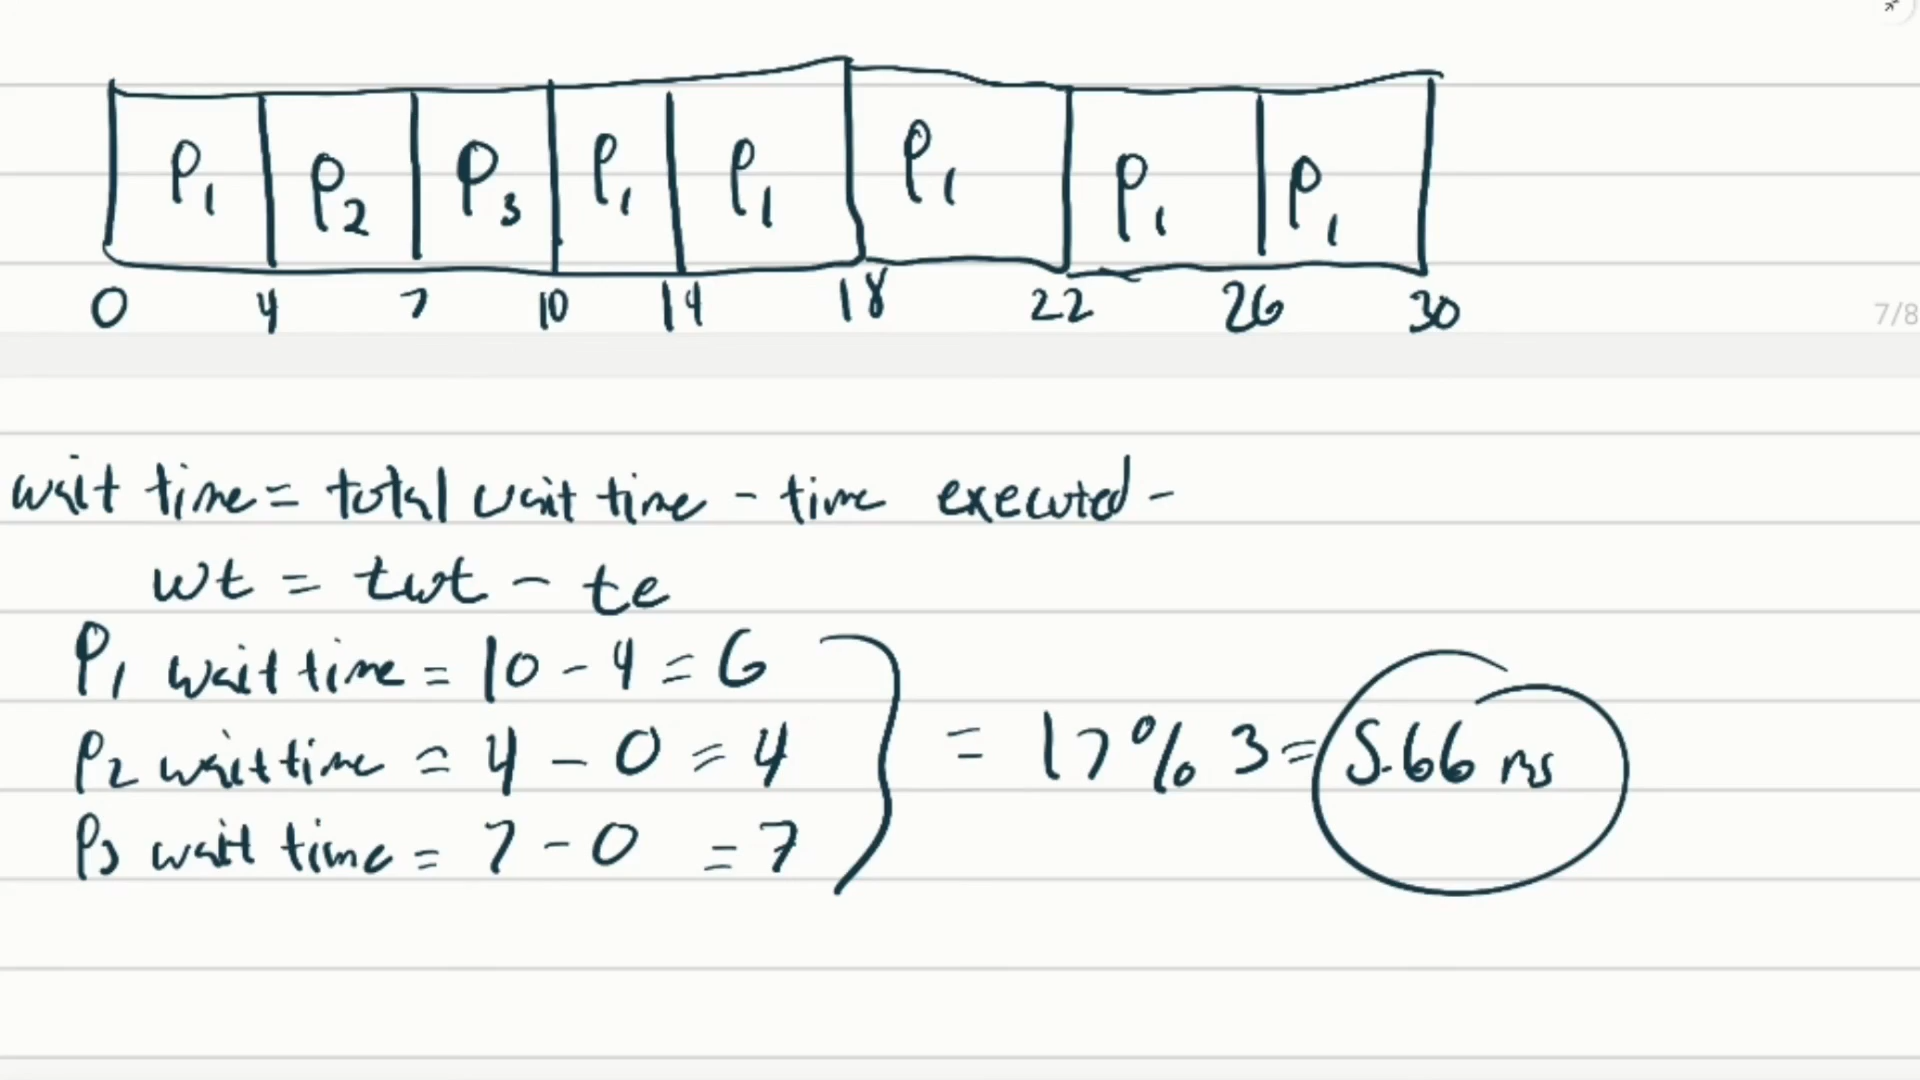 P1 P2 P3 P1 P1 P1 P1 P1
0 4 7 10 14 18 22 26 30
7/8
wait time = total wait time - time executed -
wt = twt - te
P1 wait time = 10 - 4 = 6
P2 wait time = 4 - 0 = 4
P3 wait time = 7 - 0 = 7
= 17 % 3 = 5.66 ms